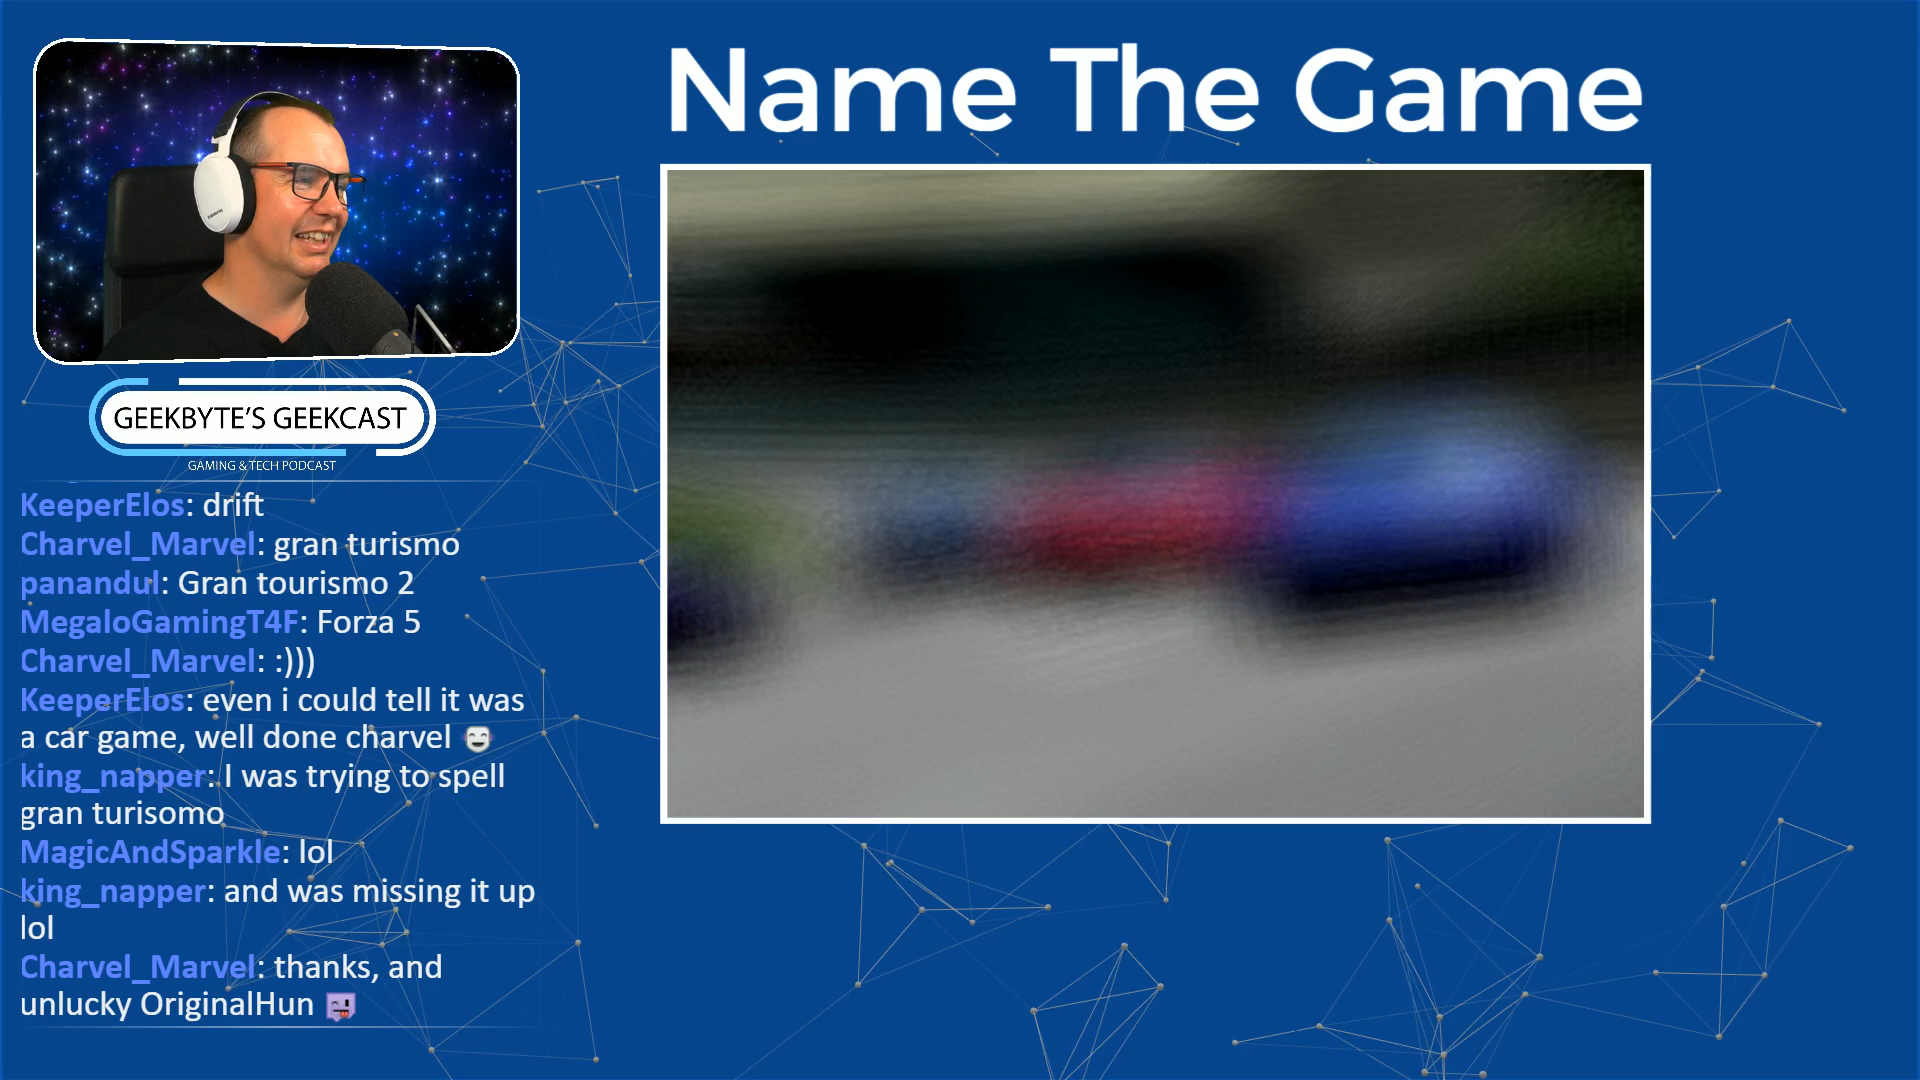 Name The Game
GEEKBYTE'S GEEKCAST
GAMING & TECH PODCAST
KeeperElos: drift
Charvel_Marvel: gran turismo
panandul: Gran tourismo 2
MegaloGamingT4F: Forza 5
Charvel_Marvel: :)))
KeeperElos: even i could tell it was
a car game, well done charvel
king_napper: I was trying to spell
gran turisomo
MagicAndSparkle: lol
king_napper: and was missing it up
lol
Charvel_Marvel: thanks, and
unlucky OriginalHun